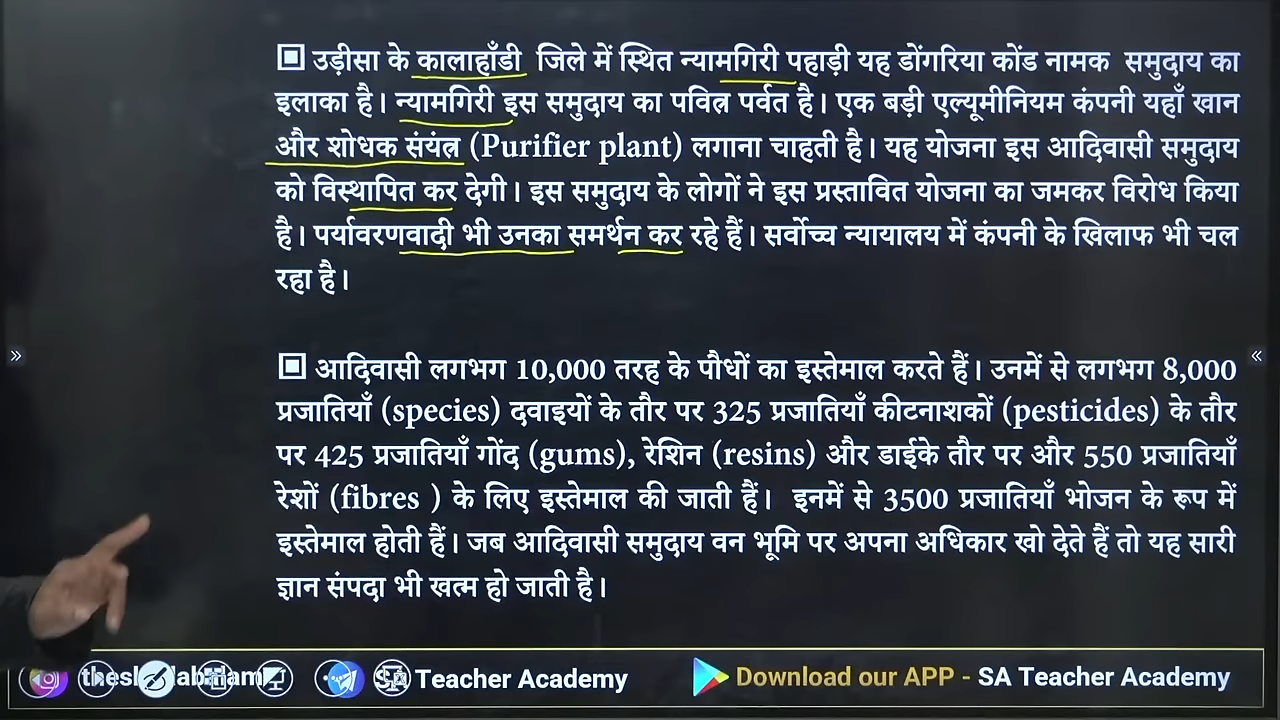 उड़ीसा के कालाहाँडी जिले में स्थित न्यामगिरी पहाड़ी यह डोंगरिया कोंड नामक समुदाय का
इलाका है। न्यामगिरी इस समुदाय का पवित्र पर्वत है। एक बड़ी एल्यूमीनियम कंपनी यहाँ खान
और शोधक संयंत्र (Purifier plant) लगाना चाहती है। यह योजना इस आदिवासी समुदाय
को विस्थापित कर देगी। इस समुदाय के लोगों ने इस प्रस्तावित योजना का जमकर विरोध किया
है। पर्यावरणवादी भी उनका समर्थन कर रहे हैं। सर्वोच्च न्यायालय में कंपनी के खिलाफ भी चल
रहा है।
आदिवासी लगभग 10,000 तरह के पौधों का इस्तेमाल करते हैं। उनमें से लगभग 8,000
प्रजातियाँ (species) दवाइयों के तौर पर 325 प्रजातियाँ कीटनाशकों (pesticides) के तौर
पर 425 प्रजातियाँ गोंद (gums), रेशिन (resins) और डाईके तौर पर और 550 प्रजातियाँ
रेशों (fibres ) के लिए इस्तेमाल की जाती हैं। इनमें से 3500 प्रजातियाँ भोजन के रूप में
इस्तेमाल होती हैं। जब आदिवासी समुदाय वन भूमि पर अपना अधिकार खो देते हैं तो यह सारी
ज्ञान संपदा भी खत्म हो जाती है।
Teacher Academy
Download our APP - SA Teacher Academy